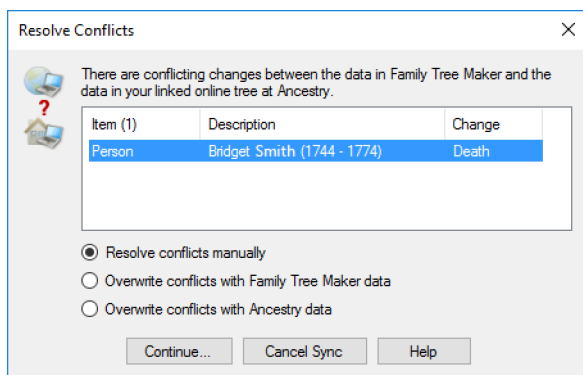 Resolve Conflicts
There are conflicting changes between the data in Family Tree Maker and the
data in your linked online tree at Ancestry.
?
Item (1) Description Change
Person Bridget Smith (1744 - 1774) Death
Resolve conflicts manually
Overwrite conflicts with Family Tree Maker data
Overwrite conflicts with Ancestry data
Continue... Cancel Sync Help